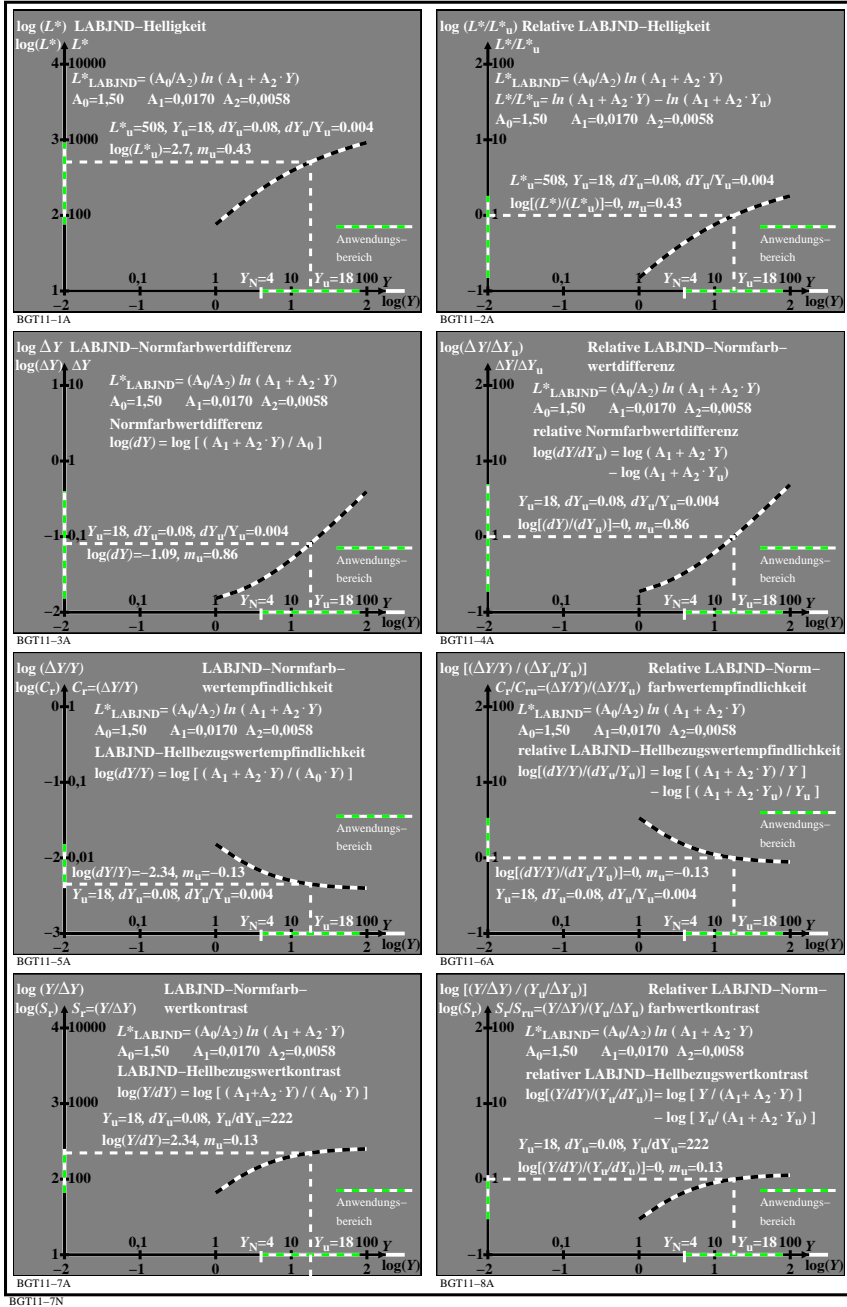 log (L*) LABJND–Helligkeit
log(L*) L*
4 10000
L*LABJND= (A0/A2) ln ( A1 + A2 · Y)
A0=1,50 A1=0,0170 A2=0,0058
L*u=508, Yu=18, dYu=0.08, dYu/Yu=0.004
3 1000
log(L*u)=2.7, mu=0.43
2 100
Anwendungs–
bereich
1 0,1 1 YN=4 10 Yu=18 100 Y
−2 −1 0 1 2 log(Y)
BGT11–1A
log (L*/L*u) Relative LABJND–Helligkeit
L*/L*u
2 100
L*LABJND= (A0/A2) ln ( A1 + A2 · Y)
L*/L*u= ln ( A1 + A2 · Y) − ln ( A1 + A2 · Yu)
A0=1,50 A1=0,0170 A2=0,0058
1 10
L*u=508, Yu=18, dYu=0.08, dYu/Yu=0.004
log[(L*)/(L*u)]=0, mu=0.43
0 1
Anwendungs–
bereich
−1 0,1 1 YN=4 10 Yu=18 100 Y
−2 −1 0 1 2 log(Y)
BGT11–2A
log ΔY LABJND–Normfarbwertdifferenz
log(ΔY) ΔY
1 10
L*LABJND= (A0/A2) ln ( A1 + A2 · Y)
A0=1,50 A1=0,0170 A2=0,0058
Normfarbwertdifferenz
log(dY) = log [ ( A1 + A2 · Y) / A0 ]
0 1
Yu=18, dYu=0.08, dYu/Yu=0.004
−1 0,1
log(dY)=−1.09, mu=0.86
Anwendungs–
bereich
−2 0,1 1 YN=4 10 Yu=18 100 Y
−2 −1 0 1 2 log(Y)
BGT11–3A
log(ΔY/ΔYu) Relative LABJND–Normfarb–
ΔY/ΔYu wertdifferenz
2 100
L*LABJND= (A0/A2) ln ( A1 + A2 · Y)
A0=1,50 A1=0,0170 A2=0,0058
relative Normfarbwertdifferenz
log(dY/dYu) = log ( A1 + A2 · Y)
− log (A1 + A2 · Yu)
1 10
Yu=18, dYu=0.08, dYu/Yu=0.004
log[(dY)/(dYu)]=0, mu=0.86
0 1
Anwendungs–
bereich
−1 0,1 1 YN=4 10 Yu=18 100 Y
−2 −1 0 1 2 log(Y)
BGT11–4A
log (ΔY/Y) LABJND–Normfarb–
log(Cr) Cr=(ΔY/Y) wertempfindlichkeit
0 1
L*LABJND= (A0/A2) ln ( A1 + A2 · Y)
A0=1,50 A1=0,0170 A2=0,0058
LABJND–Hellbezugswertempfindlichkeit
log(dY/Y) = log [ ( A1 + A2 · Y) / ( A0 · Y) ]
−1 0,1
Anwendungs–
bereich
−2 0,01
log(dY/Y)=−2.34, mu=−0.13
Yu=18, dYu=0.08, dYu/Yu=0.004
−3 0,1 1 YN=4 10 Yu=18 100 Y
−2 −1 0 1 2 log(Y)
BGT11–5A
log [(ΔY/Y) / (ΔYu/Yu)] Relative LABJND–Norm–
Cr/Cru=(ΔY/Y)/(ΔY/Yu) farbwertempfindlichkeit
2 100
L*LABJND= (A0/A2) ln ( A1 + A2 · Y)
A0=1,50 A1=0,0170 A2=0,0058
relative LABJND–Hellbezugswertempfindlichkeit
log[(dY/Y)/(dYu/Yu)] = log [ ( A1 + A2 · Y) / Y ]
− log [ ( A1 + A2 · Yu) / Yu ]
1 10
Anwendungs–
bereich
0 1
log[(dY/Y)/(dYu/Yu)]=0, mu=−0.13
Yu=18, dYu=0.08, dYu/Yu=0.004
−1 0,1 1 YN=4 10 Yu=18 100 Y
−2 −1 0 1 2 log(Y)
BGT11–6A
log (Y/ΔY) LABJND–Normfarb–
log(Sr) Sr=(Y/ΔY) wertkontrast
4 10000
L*LABJND= (A0/A2) ln ( A1 + A2 · Y)
A0=1,50 A1=0,0170 A2=0,0058
LABJND–Hellbezugswertkontrast
log(Y/dY) = log [ ( A1+A2 · Y) / ( A0 · Y) ]
3 1000
Yu=18, dYu=0.08, Yu/dYu=222
log(Y/dY)=2.34, mu=0.13
2 100
Anwendungs–
bereich
1 0,1 1 YN=4 10 Yu=18 100 Y
−2 −1 0 1 2 log(Y)
BGT11–7A
log [(Y/ΔY) / (Yu/ΔYu)] Relativer LABJND–Norm–
log(Sr) Sr/Sru=(Y/ΔY)/(Yu/ΔYu) farbwertkontrast
2 100
L*LABJND= (A0/A2) ln ( A1 + A2 · Y)
A0=1,50 A1=0,0170 A2=0,0058
relativer LABJND–Hellbezugswertkontrast
log[(Y/dY)/(Yu/dYu)]= log [ Y / (A1+ A2 · Y) ]
− log [ Yu / (A1 + A2 · Yu) ]
1 10
Yu=18, dYu=0.08, Yu/dYu=222
log[(Y/dY)/(Yu/dYu)]=0, mu=0.13
0 1
Anwendungs–
bereich
−1 0,1 1 YN=4 10 Yu=18 100 Y
−2 −1 0 1 2 log(Y)
BGT11–8A
BGT11–7N